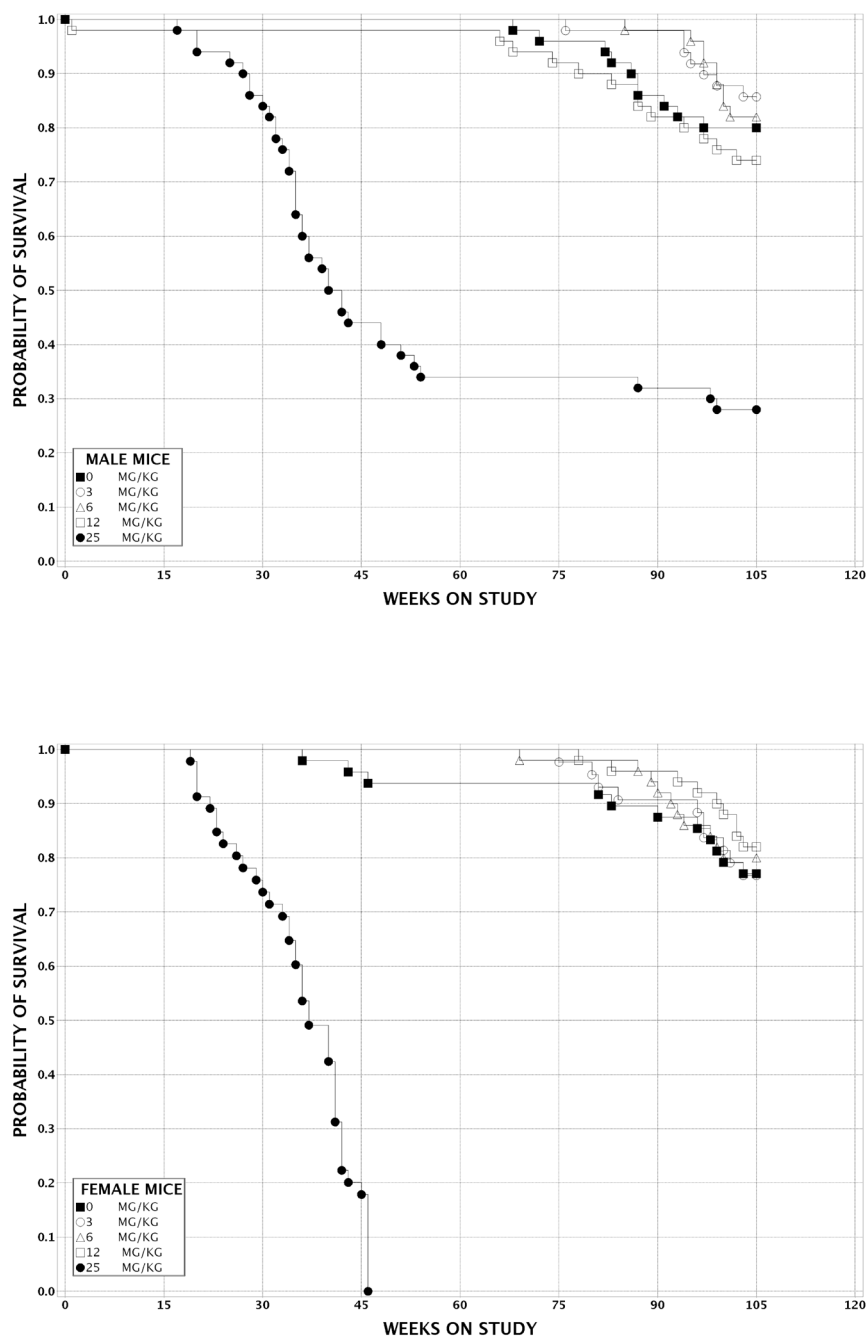 PROBABILITY OF SURVIVAL
1.0
0.9
0.8
0.7
0.6
0.5
0.4
0.3
0.2
0.1
0.0
MALE MICE
0 MG/KG
3 MG/KG
6 MG/KG
12 MG/KG
25 MG/KG
0 30 45 60 75 90 105 120
WEEKS ON STUDY
PROBABILITY OF SURVIVAL
1.0
0.9
0.8
0.7
0.6
0.5
0.4
0.3
0.2
0.1
0.0
FEMALE MICE
0 MG/KG
3 MG/KG
6 MG/KG
12 MG/KG
25 MG/KG
0 30 45 60 75 90 105 120
WEEKS ON STUDY